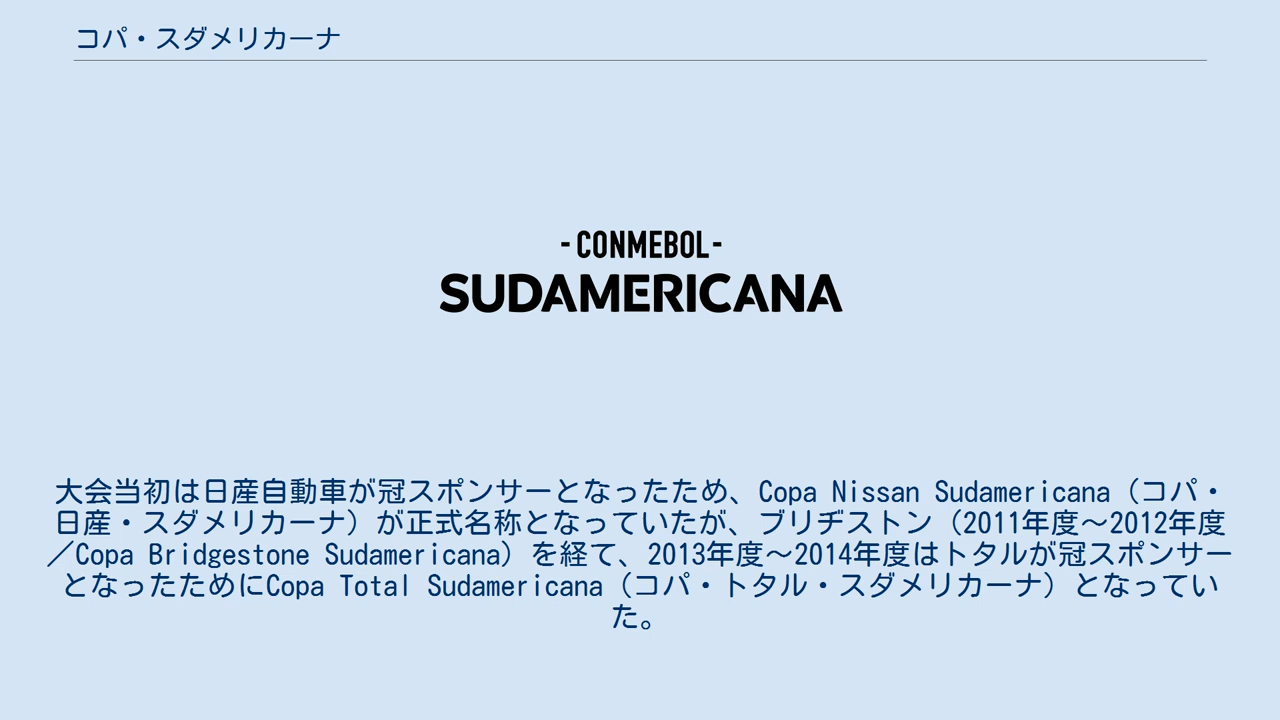 コパ・スダメリカーナ
-CONMEBOL-
SUDAMERICANA
大会当初は日産自動車が冠スポンサーとなったため、Copa Nissan Sudamericana（コパ・
日産・スダメリカーナ）が正式名称となっていたが、ブリヂストン（2011年度〜2012年度
／Copa Bridgestone Sudamericana）を経て、2013年度〜2014年度はトタルが冠スポンサー
となったためにCopa Total Sudamericana（コパ・トタル・スダメリカーナ）となってい
た。